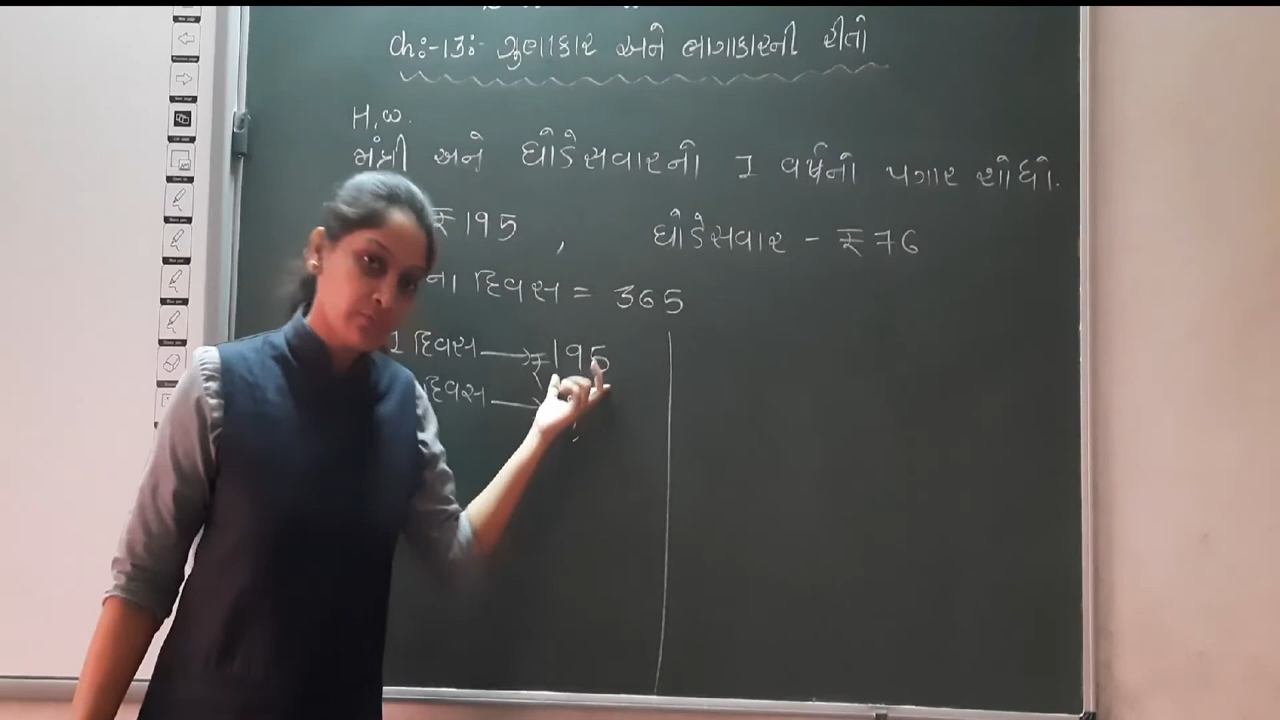 Ch:-13:- ગુણાકાર અને ભાગાકારની રીતો
H.W.
મંત્રી અને ઘોડેસવારનો 1 વર્ષનો પગાર શોધો.
₹195 , ઘોડેસવાર - ₹76
ના દિવસ = 365
1 દિવસ → ₹195
દિવસ →